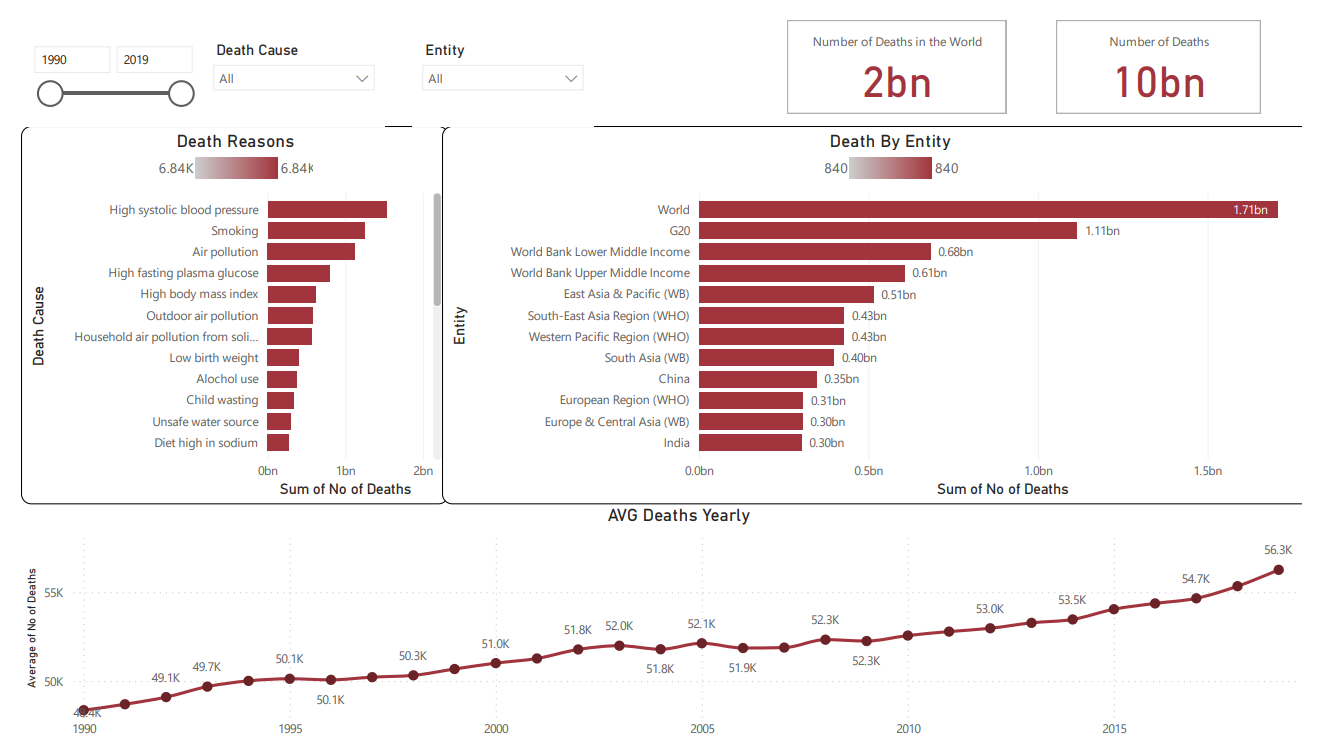 1990
2019
Death Cause
All
Entity
All
Number of Deaths in the World
2bn
Number of Deaths
10bn
Death Reasons
6.84K
6.84K
Death Cause
High systolic blood pressure
Smoking
Air pollution
High fasting plasma glucose
High body mass index
Outdoor air pollution
Household air pollution from soli...
Low birth weight
Alochol use
Child wasting
Unsafe water source
Diet high in sodium
0bn 1bn 2bn
Sum of No of Deaths
Death By Entity
840
840
Entity
World 1.71bn
G20 1.11bn
World Bank Lower Middle Income 0.68bn
World Bank Upper Middle Income 0.61bn
East Asia & Pacific (WB) 0.51bn
South-East Asia Region (WHO) 0.43bn
Western Pacific Region (WHO) 0.43bn
South Asia (WB) 0.40bn
China 0.35bn
European Region (WHO) 0.31bn
Europe & Central Asia (WB) 0.30bn
India 0.30bn
0.0bn 0.5bn 1.0bn 1.5bn
Sum of No of Deaths
AVG Deaths Yearly
Average of No of Deaths
55K
50K
48.4K
49.1K
49.7K
50.1K
50.1K
50.3K
51.0K
51.8K
52.0K
51.8K
52.1K
51.9K
52.3K
52.3K
53.0K
53.5K
54.7K
56.3K
1990 1995 2000 2005 2010 2015